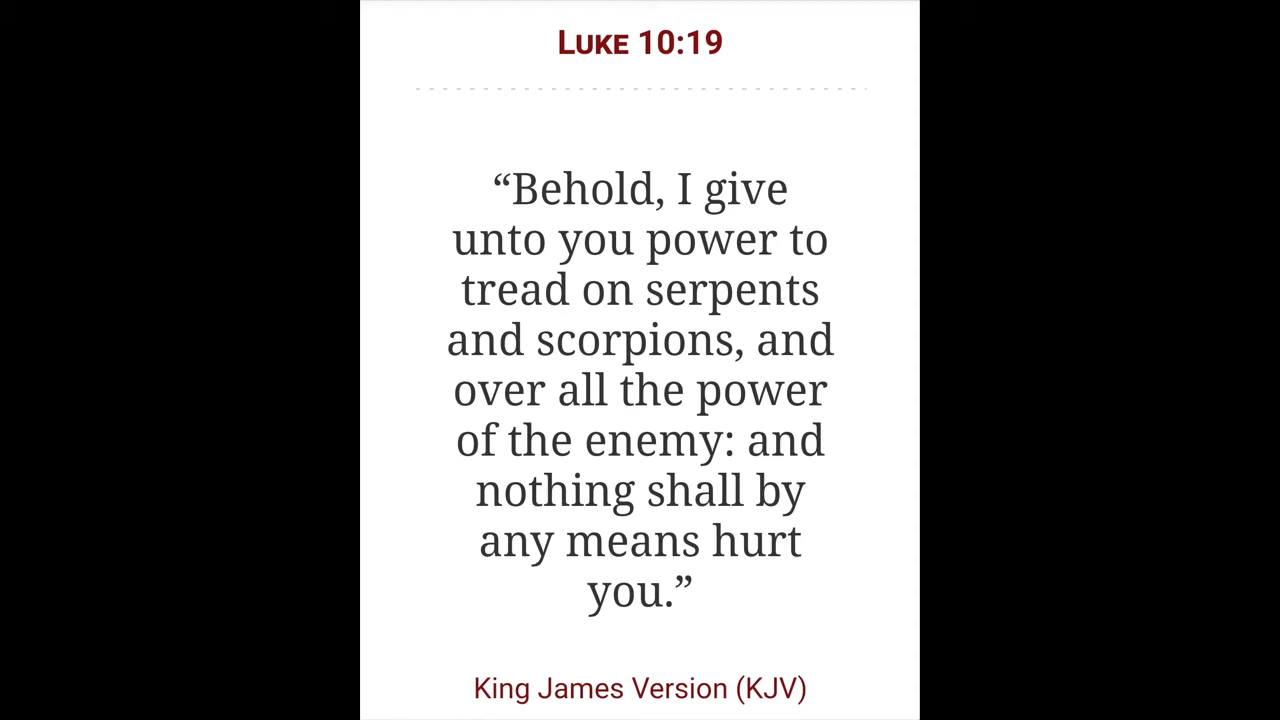 LUKE 10:19
“Behold, I give
unto you power to
tread on serpents
and scorpions, and
over all the power
of the enemy: and
nothing shall by
any means hurt
you.”
King James Version (KJV)